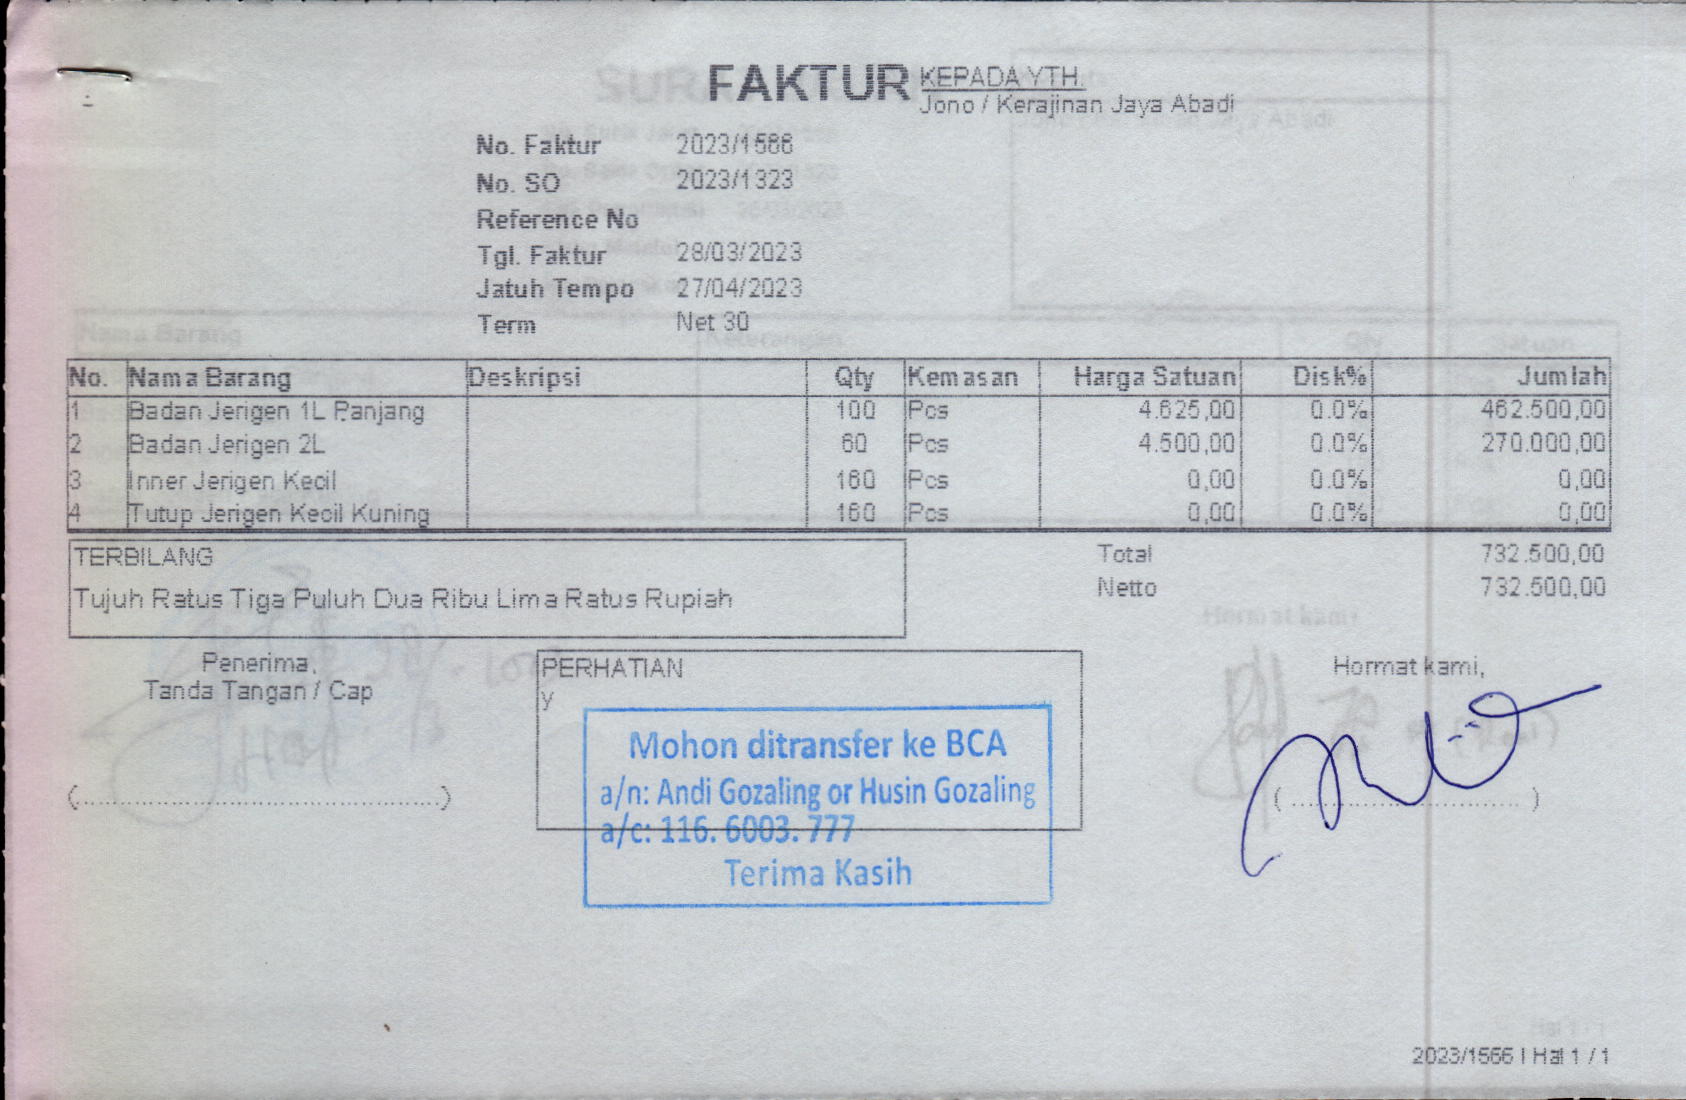 FAKTUR
KEPADA YTH.
Jono / Kerajinan Jaya Abadi
No. Faktur 2023/1566
No. SO 2023/1323
Reference No
Tgl. Faktur 28/03/2023
Jatuh Tempo 27/04/2023
Term Net 30
No. Nama Barang Deskripsi Qty Kemasan Harga Satuan Disk% Jumlah
1 Badan Jerigen 1L Panjang 100 Pcs 4.625,00 0.0% 462.500,00
2 Badan Jerigen 2L 60 Pcs 4.500,00 0.0% 270.000,00
3 Inner Jerigen Kecil 160 Pcs 0,00 0.0% 0,00
4 Tutup Jerigen Kecil Kuning 160 Pcs 0,00 0.0% 0,00
TERBILANG
Tujuh Ratus Tiga Puluh Dua Ribu Lima Ratus Rupiah
Total 732.500,00
Netto 732.500,00
Penerima,
Tanda Tangan / Cap
(........................................)
PERHATIAN
y
Mohon ditransfer ke BCA
a/n: Andi Gozaling or Husin Gozaling
a/c: 116. 6003. 777
Terima Kasih
Hormat kami,
(........................................)
2023/1566 | Hal 1 / 1